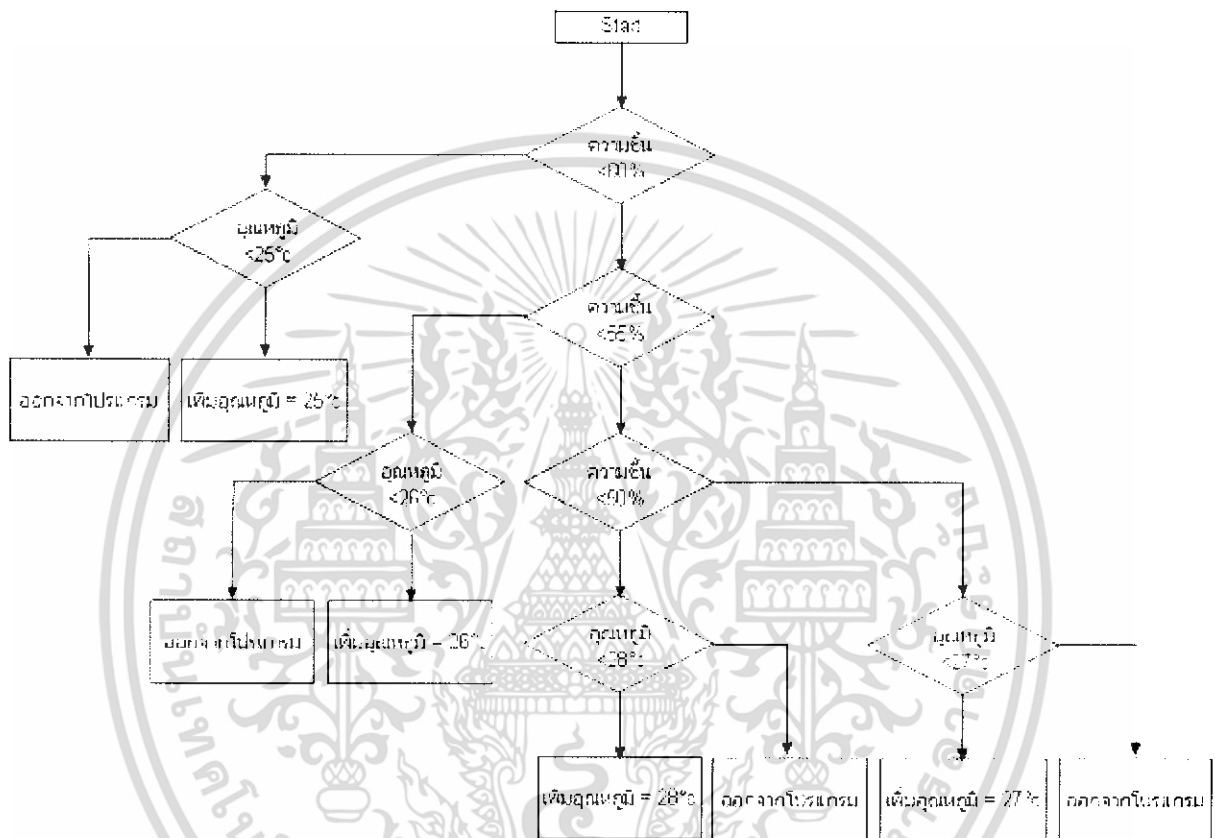 Start
ความชื้น
อุณหภูมิ
<25°c
ความชื้น
ออกจากโปรแกรม
เพิ่มอุณหภูมิ = 25°c
อุณหภูมิ
<26°c
ความชื้น
<90%
ออกจากโปรแกรม
เพิ่มอุณหภูมิ = 26°c
อุณหภูมิ
<28°c
อุณหภูมิ
<27°c
เพิ่มอุณหภูมิ = 28°c
ออกจากโปรแกรม
เพิ่มอุณหภูมิ = 27°c
ออกจากโปรแกรม